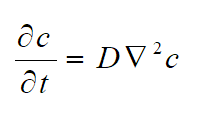 ∂c/∂t = D∇²c